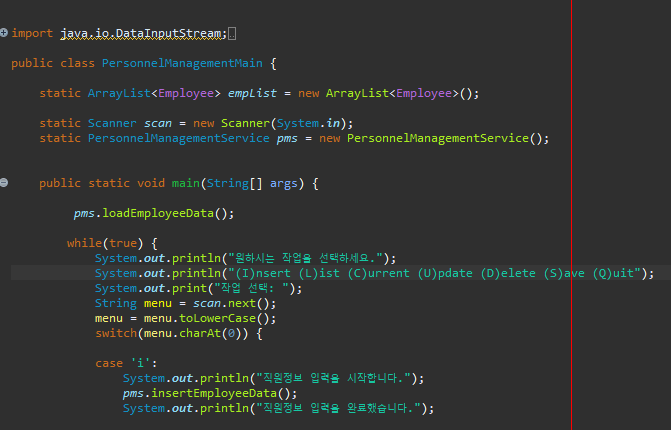 import java.io.DataInputStream;
public class PersonnelManagementMain {
static ArrayList<Employee> empList = new ArrayList<Employee>();
static Scanner scan = new Scanner(System.in);
static PersonnelManagementService pms = new PersonnelManagementService();
public static void main(String[] args) {
pms.loadEmployeeData();
while(true) {
System.out.println("원하시는 작업을 선택하세요.");
System.out.println("(I)nsert (L)ist (C)urrent (U)pdate (D)elete (S)ave (Q)uit");
System.out.print("작업 선택: ");
String menu = scan.next();
menu = menu.toLowerCase();
switch(menu.charAt(0)) {
case 'i':
System.out.println("직원정보 입력을 시작합니다.");
pms.insertEmployeeData();
System.out.println("직원정보 입력을 완료했습니다.");